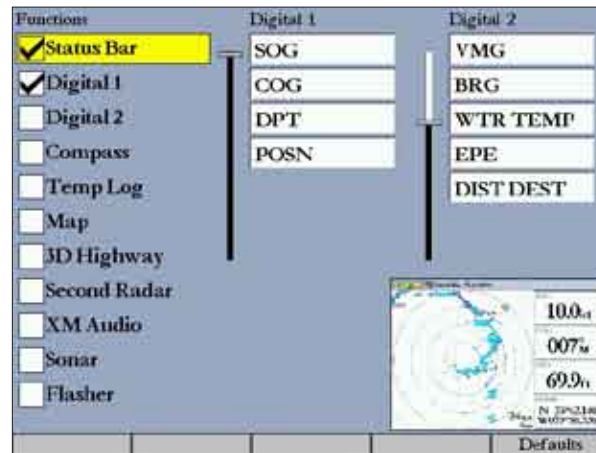 Functions
Status Bar
Digital 1
Digital 2
Compass
Temp Log
Map
3D Highway
Second Radar
XM Audio
Sonar
Flasher
Digital 1
SOG
COG
DPT
POSN
Digital 2
VMG
BRG
WTR TEMP
EPE
DIST DEST
10.0
007°M
69.9ft
Defaults